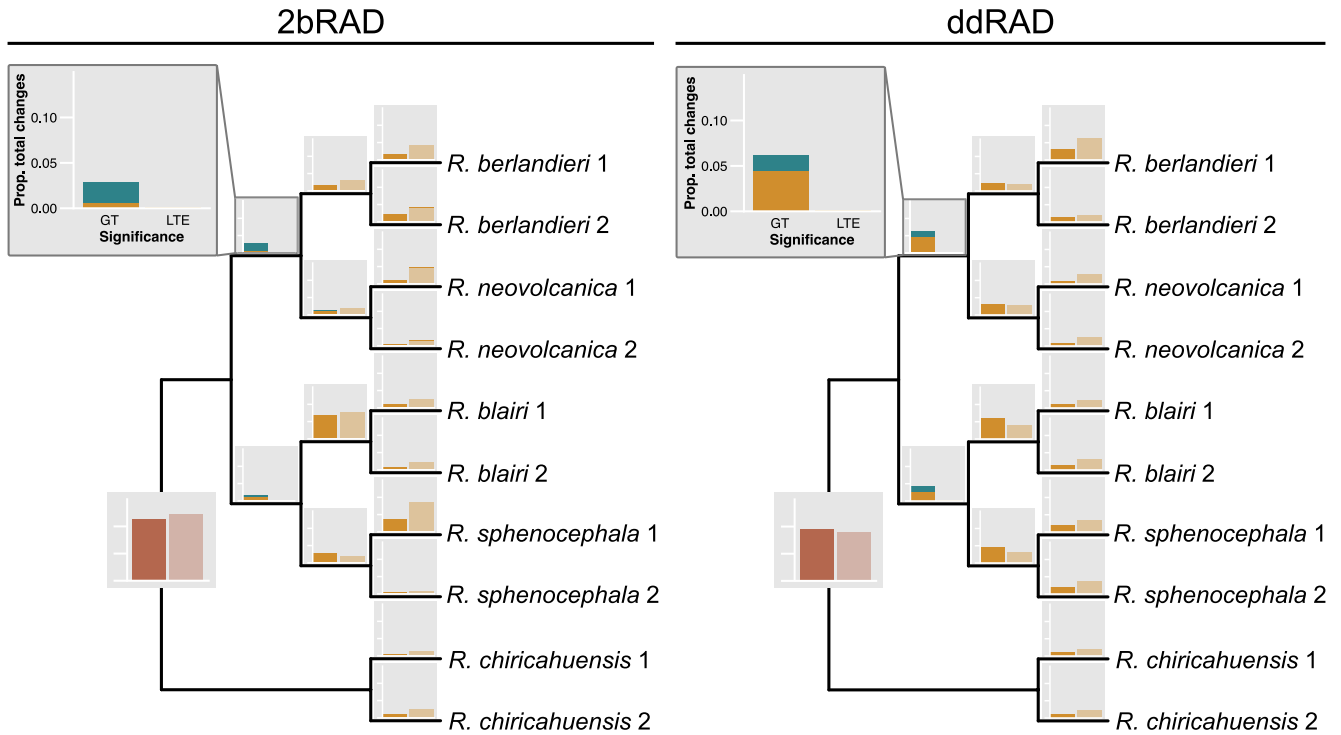 2bRAD
ddRAD
Prop. total changes
0.10
0.05
0.00
GT
LTE
Significance
R. berlandieri 1
R. berlandieri 2
R. neovolcanica 1
R. neovolcanica 2
R. blairi 1
R. blairi 2
R. sphenocephala 1
R. sphenocephala 2
R. chiricahuensis 1
R. chiricahuensis 2
Prop. total changes
0.10
0.05
0.00
GT
LTE
Significance
R. berlandieri 1
R. berlandieri 2
R. neovolcanica 1
R. neovolcanica 2
R. blairi 1
R. blairi 2
R. sphenocephala 1
R. sphenocephala 2
R. chiricahuensis 1
R. chiricahuensis 2